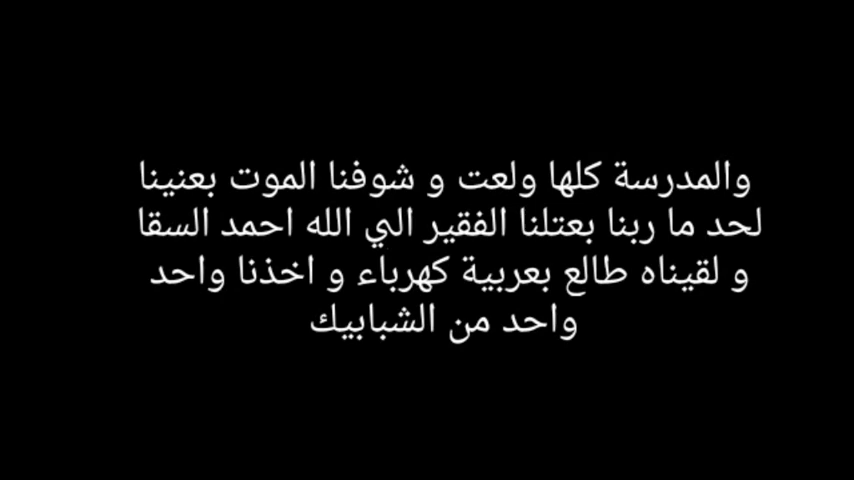 والمدرسة كلها ولعت و شوفنا الموت بعنينا
لحد ما ربنا بعتلنا الفقير الي الله احمد السقا
و لقيناه طالع بعربية كهرباء و اخذنا واحد
واحد من الشبابيك